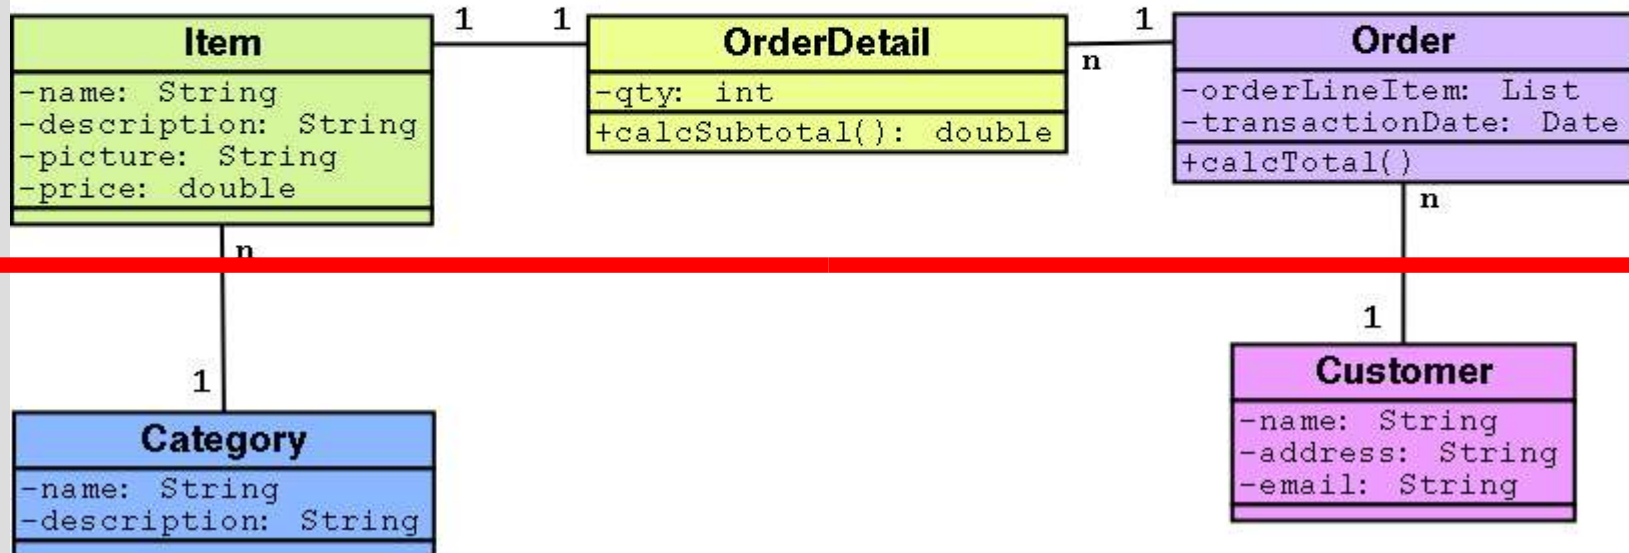 1 1 1
Item
-name: String
-description: String
-picture: String
-price: double
OrderDetail
-qty: int
+calcSubtotal(): double
n
Order
-orderLineItem: List
-transactionDate: Date
+calcTotal()
n
n
1
1
Category
-name: String
-description: String
Customer
-name: String
-address: String
-email: String